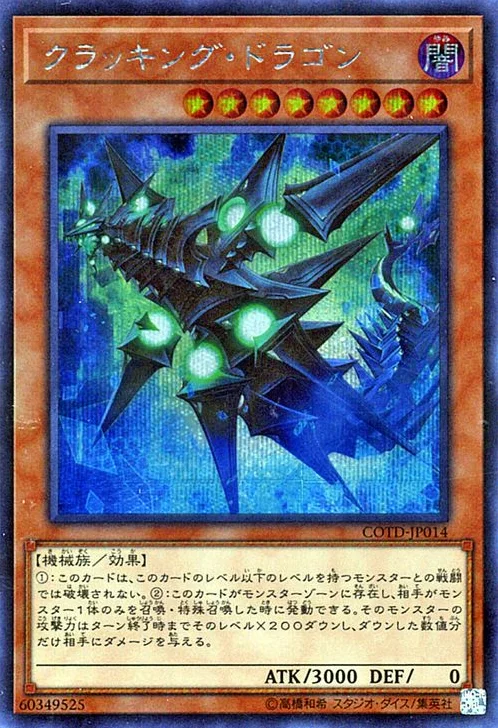 クラッキング・ドラゴン
闇
COTD-JP014
【機械族／効果】
①：このカードは、このカードのレベル以下のレベルを持つモンスターとの戦闘
では破壊されない。②：このカードがモンスターゾーンに存在し、相手がモン
スター１体のみを召喚・特殊召喚した時に発動できる。そのモンスターの
攻撃力はターン終了時までそのレベル×２００ダウンし、ダウンした数値分
だけ相手にダメージを与える。
ATK/3000 DEF/ 0
60349525 ©高橋和希 スタジオ・ダイス/集英社